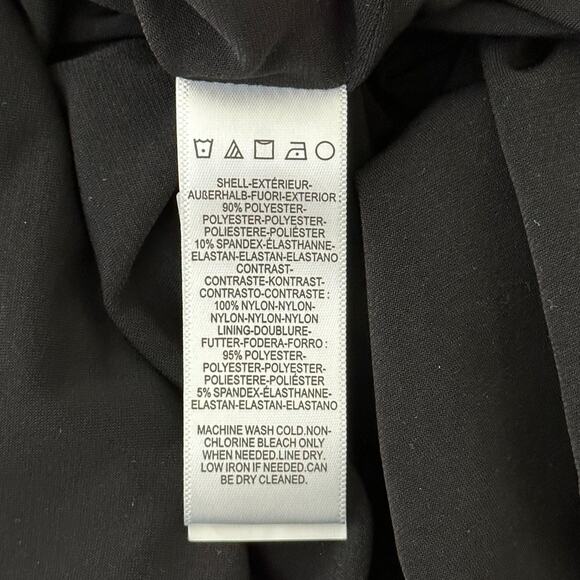 SHELL-EXTÉRIEUR-
AUßERHALB-FUORI-EXTERIOR :
90% POLYESTER-
POLYESTER-POLYESTER-
POLIESTERE-POLIÉSTER
10% SPANDEX-ÉLASTHANNE-
ELASTAN-ELASTAN-ELASTANO
CONTRAST-
CONTRASTE-KONTRAST-
CONTRASTO-CONTRASTE :
100% NYLON-NYLON-
NYLON-NYLON-NYLON
LINING-DOUBLURE-
FUTTER-FODERA-FORRO :
95% POLYESTER-
POLYESTER-POLYESTER-
POLIESTERE-POLIÉSTER
5% SPANDEX-ÉLASTHANNE-
ELASTAN-ELASTAN-ELASTANO
MACHINE WASH COLD.NON-
CHLORINE BLEACH ONLY
WHEN NEEDED.LINE DRY.
LOW IRON IF NEEDED.CAN
BE DRY CLEANED.